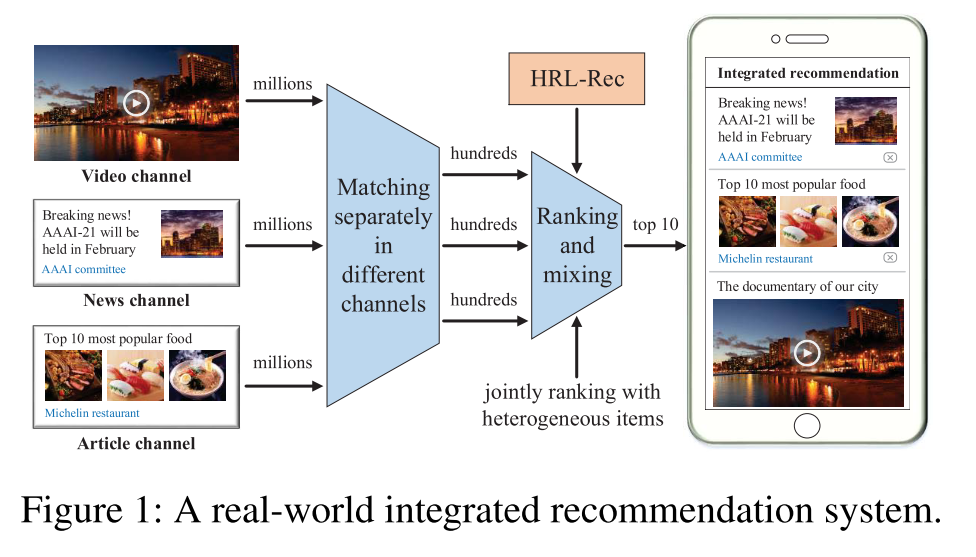 millions
Video channel
Breaking news!
AAAI-21 will be
held in February
AAAI committee
millions
News channel
Top 10 most popular food
Michelin restaurant
millions
Article channel
Matching
separately
in
different
channels
hundreds
hundreds
hundreds
HRL-Rec
Ranking
and
mixing
jointly ranking with
heterogeneous items
top 10
Integrated recommendation
Breaking news!
AAAI-21 will be
held in February
AAAI committee
Top 10 most popular food
Michelin restaurant
The documentary of our city
Figure 1: A real-world integrated recommendation system.